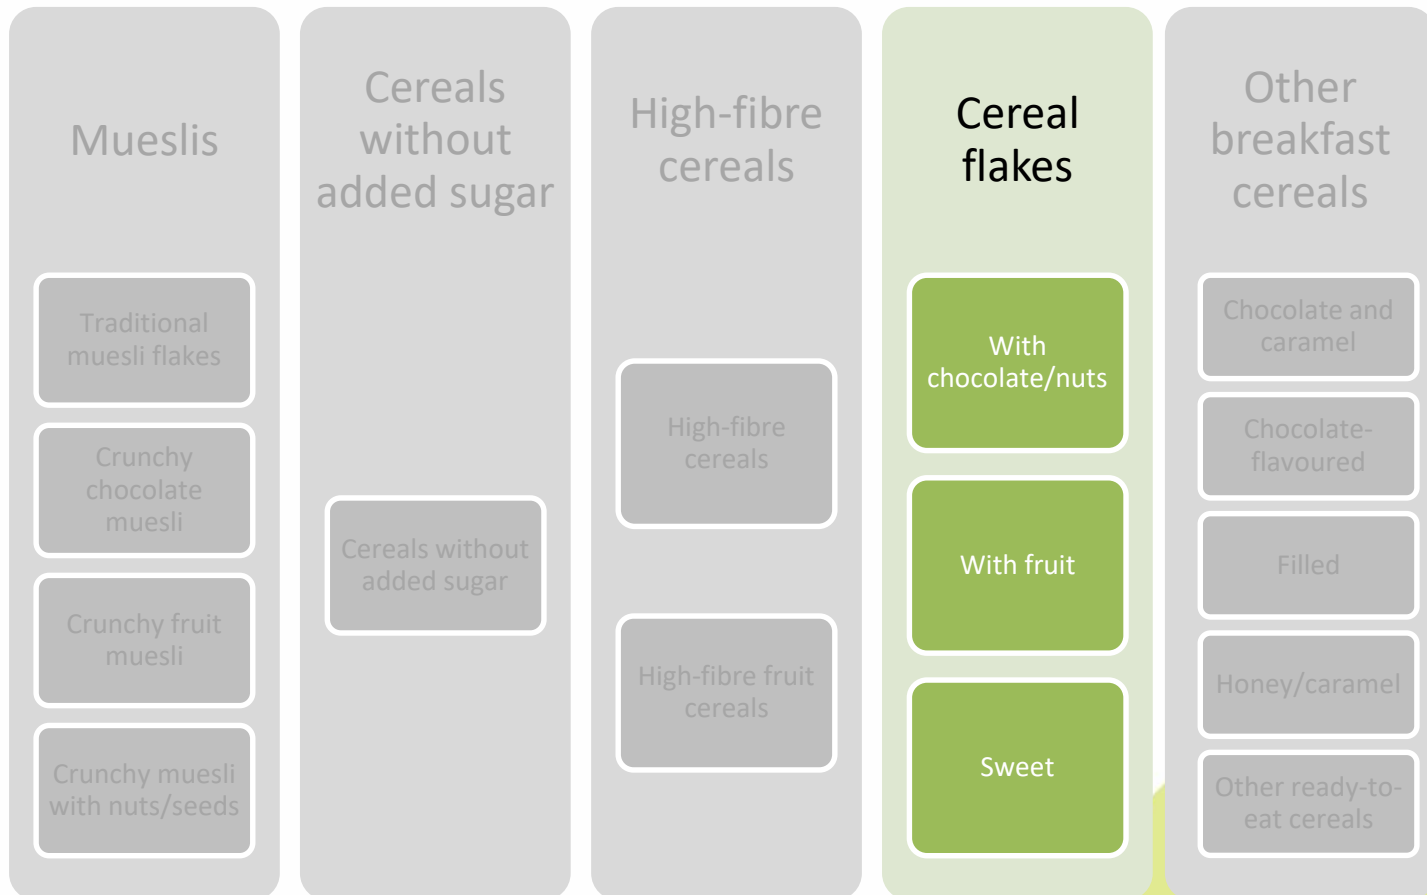 Mueslis
Traditional
muesli flakes
Crunchy
chocolate
muesli
Crunchy fruit
muesli
Crunchy muesli
with nuts/seeds
Cereals
without
added sugar
Cereals without
added sugar
High-fibre
cereals
High-fibre
cereals
High-fibre fruit
cereals
Cereal
flakes
With
chocolate/nuts
With fruit
Sweet
Other
breakfast
cereals
Chocolate and
caramel
Chocolate-
flavoured
Filled
Honey/caramel
Other ready-to-
eat cereals